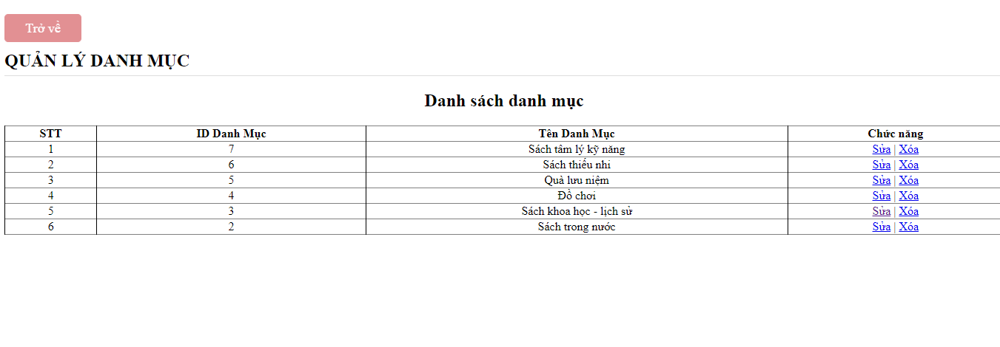 Trở về
QUẢN LÝ DANH MỤC
Danh sách danh mục
STT ID Danh Mục Tên Danh Mục Chức năng
1 7 Sách tâm lý kỹ năng Sửa | Xóa
2 6 Sách thiếu nhi Sửa | Xóa
3 5 Quà lưu niệm Sửa | Xóa
4 4 Đồ chơi Sửa | Xóa
5 3 Sách khoa học - lịch sử Sửa | Xóa
6 2 Sách trong nước Sửa | Xóa